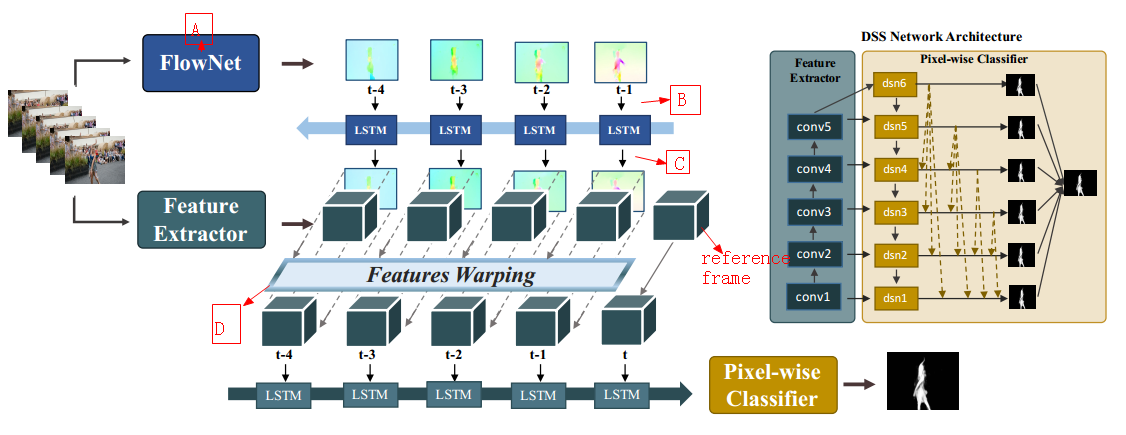 A
FlowNet
t-4
t-3
t-2
t-1
B
LSTM
LSTM
LSTM
LSTM
C
Feature
Extractor
reference
frame
Features Warping
D
t-4
t-3
t-2
t-1
t
LSTM
LSTM
LSTM
LSTM
LSTM
Pixel-wise
Classifier
DSS Network Architecture
Feature
Extractor
Pixel-wise Classifier
conv5
conv4
conv3
conv2
conv1
dsn6
dsn5
dsn4
dsn3
dsn2
dsn1